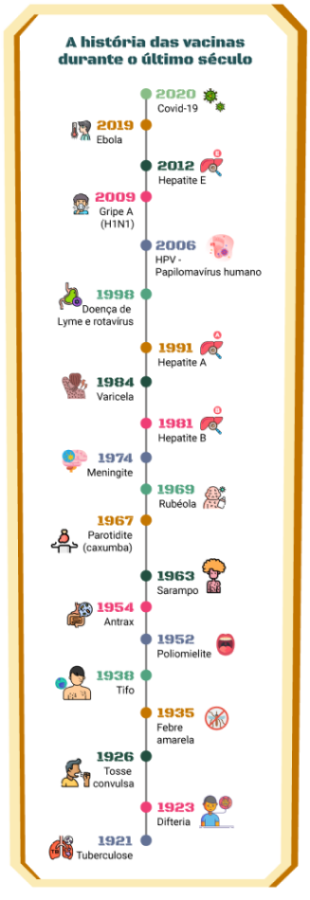 A história das vacinas
durante o último século
2020
Covid-19
2019
Ebola
2012
Hepatite E
2009
Gripe A
(H1N1)
2006
HPV -
Papilomavírus humano
1998
Doença de
Lyme e rotavírus
1991
Hepatite A
1984
Varicela
1981
Hepatite B
1974
Meningite
1969
Rubéola
1967
Parotidite
(caxumba)
1963
Sarampo
1954
Antrax
1952
Poliomielite
1938
Tifo
1935
Febre
amarela
1926
Tosse
convulsa
1923
Difteria
1921
Tuberculose